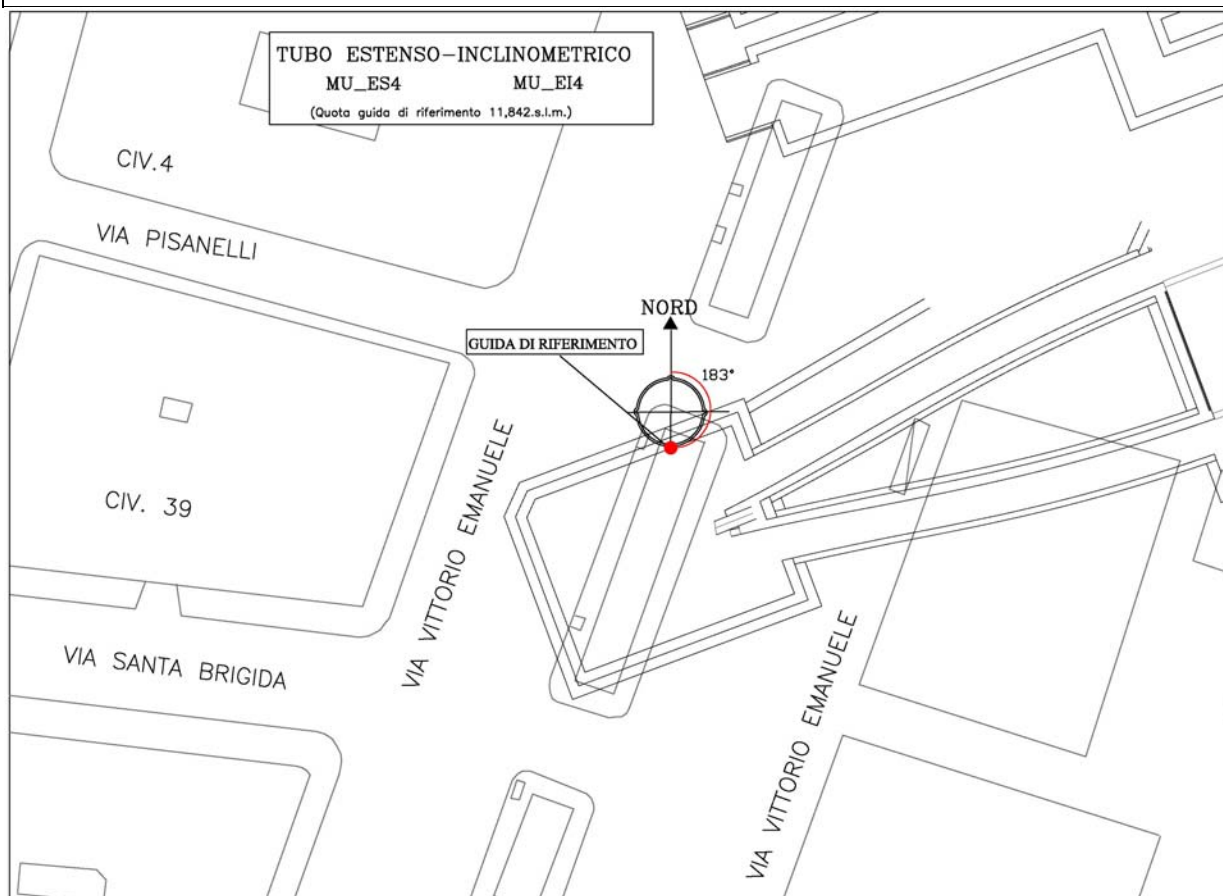 TUBO ESTENSO-INCLINOMETRICO
MU_ES4 MU_EI4
(Quota guida di riferimento 11,842.s.l.m.)
CIV.4
VIA PISANELLI
NORD
GUIDA DI RIFERIMENTO
183°
CIV. 39
VIA VITTORIO EMANUELE
VIA SANTA BRIGIDA
VIA VITTORIO EMANUELE